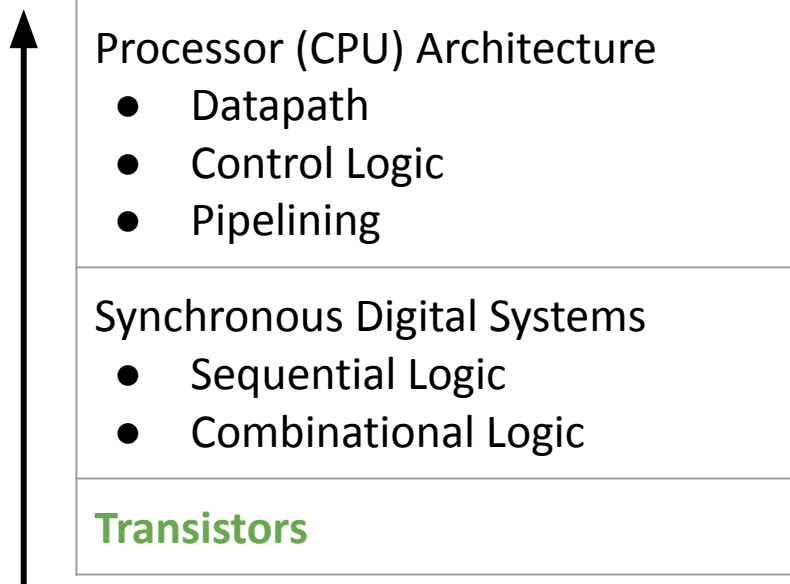 Processor (CPU) Architecture
● Datapath
● Control Logic
● Pipelining
Synchronous Digital Systems
● Sequential Logic
● Combinational Logic
Transistors